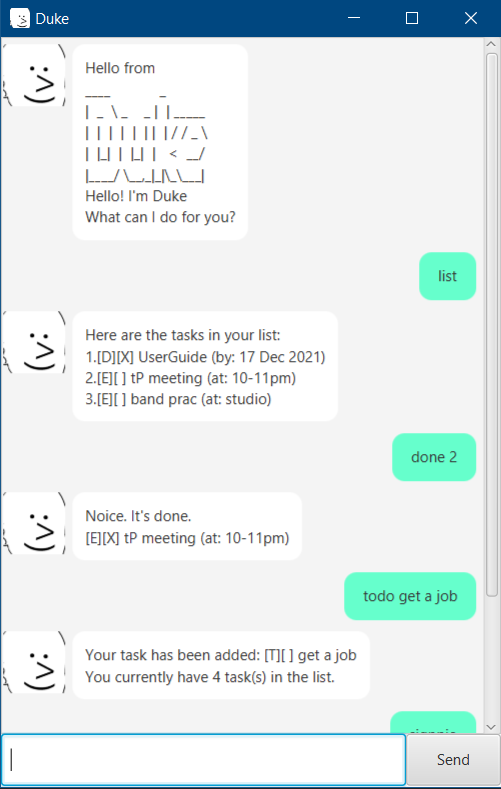 Duke
Hello from
 ____        _
|  _ \ _   _| | _____
| | | | | | | |/ / _ \
| |_| | |_| |   <  __/
|____/ \__,_|_|\_\___|
Hello! I'm Duke
What can I do for you?
list
Here are the tasks in your list:
1.[D][X] UserGuide (by: 17 Dec 2021)
2.[E][ ] tP meeting (at: 10-11pm)
3.[E][ ] band prac (at: studio)
done 2
Noice. It's done.
[E][X] tP meeting (at: 10-11pm)
todo get a job
Your task has been added: [T][ ] get a job
You currently have 4 task(s) in the list.
Send